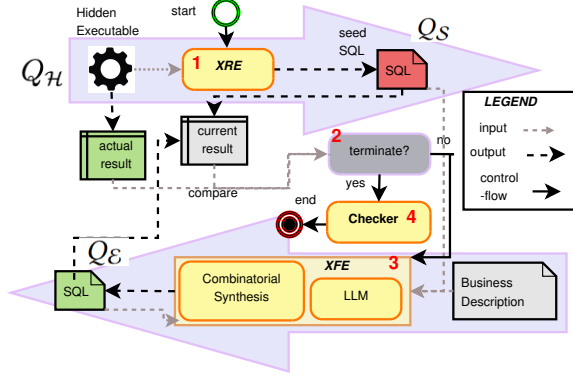 Hidden
Executable
start
seed
SQL
Q_S
Q_H
1
XRE
SQL
LEGEND
input
output
control
-flow
actual
result
current
result
2
terminate?
no
compare
yes
end
Checker 4
Q_E
XFE
3
SQL
Combinatorial
Synthesis
LLM
Business
Description